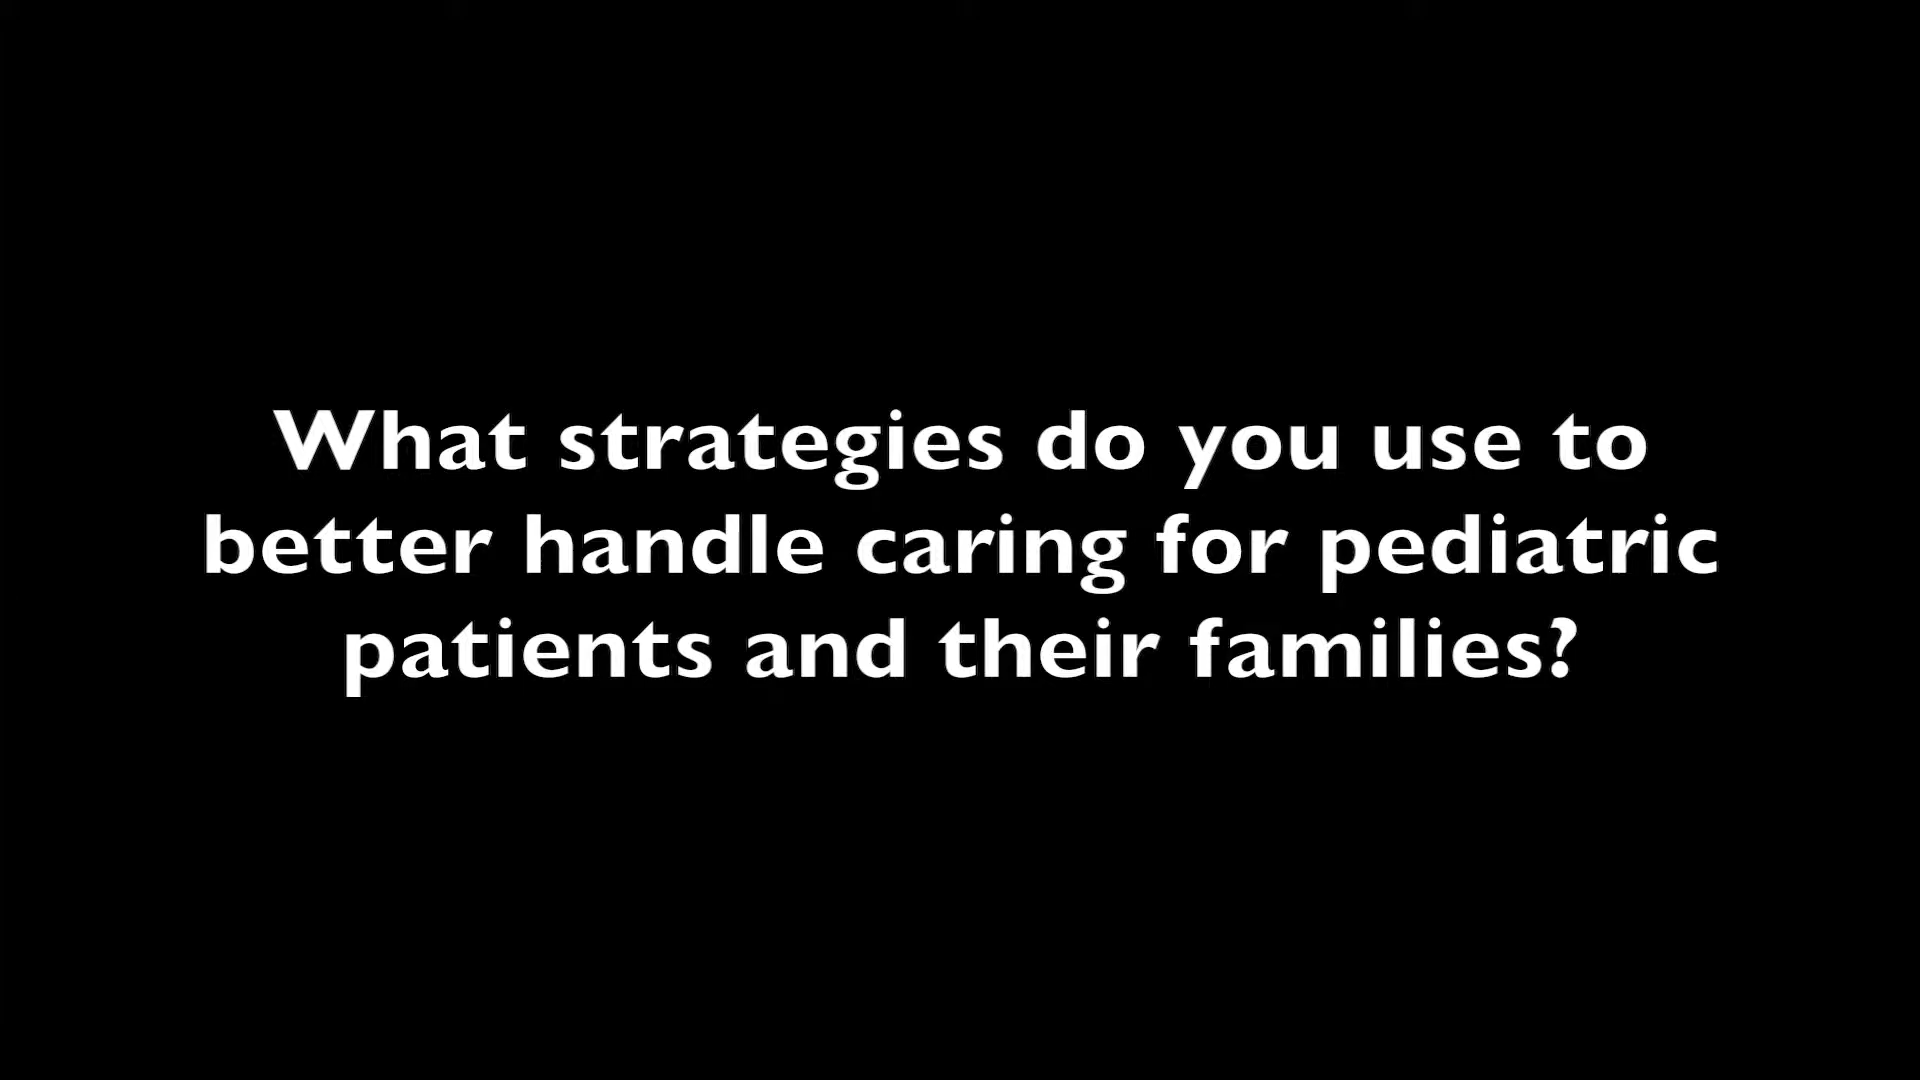 What strategies do you use to
better handle caring for pediatric
patients and their families?